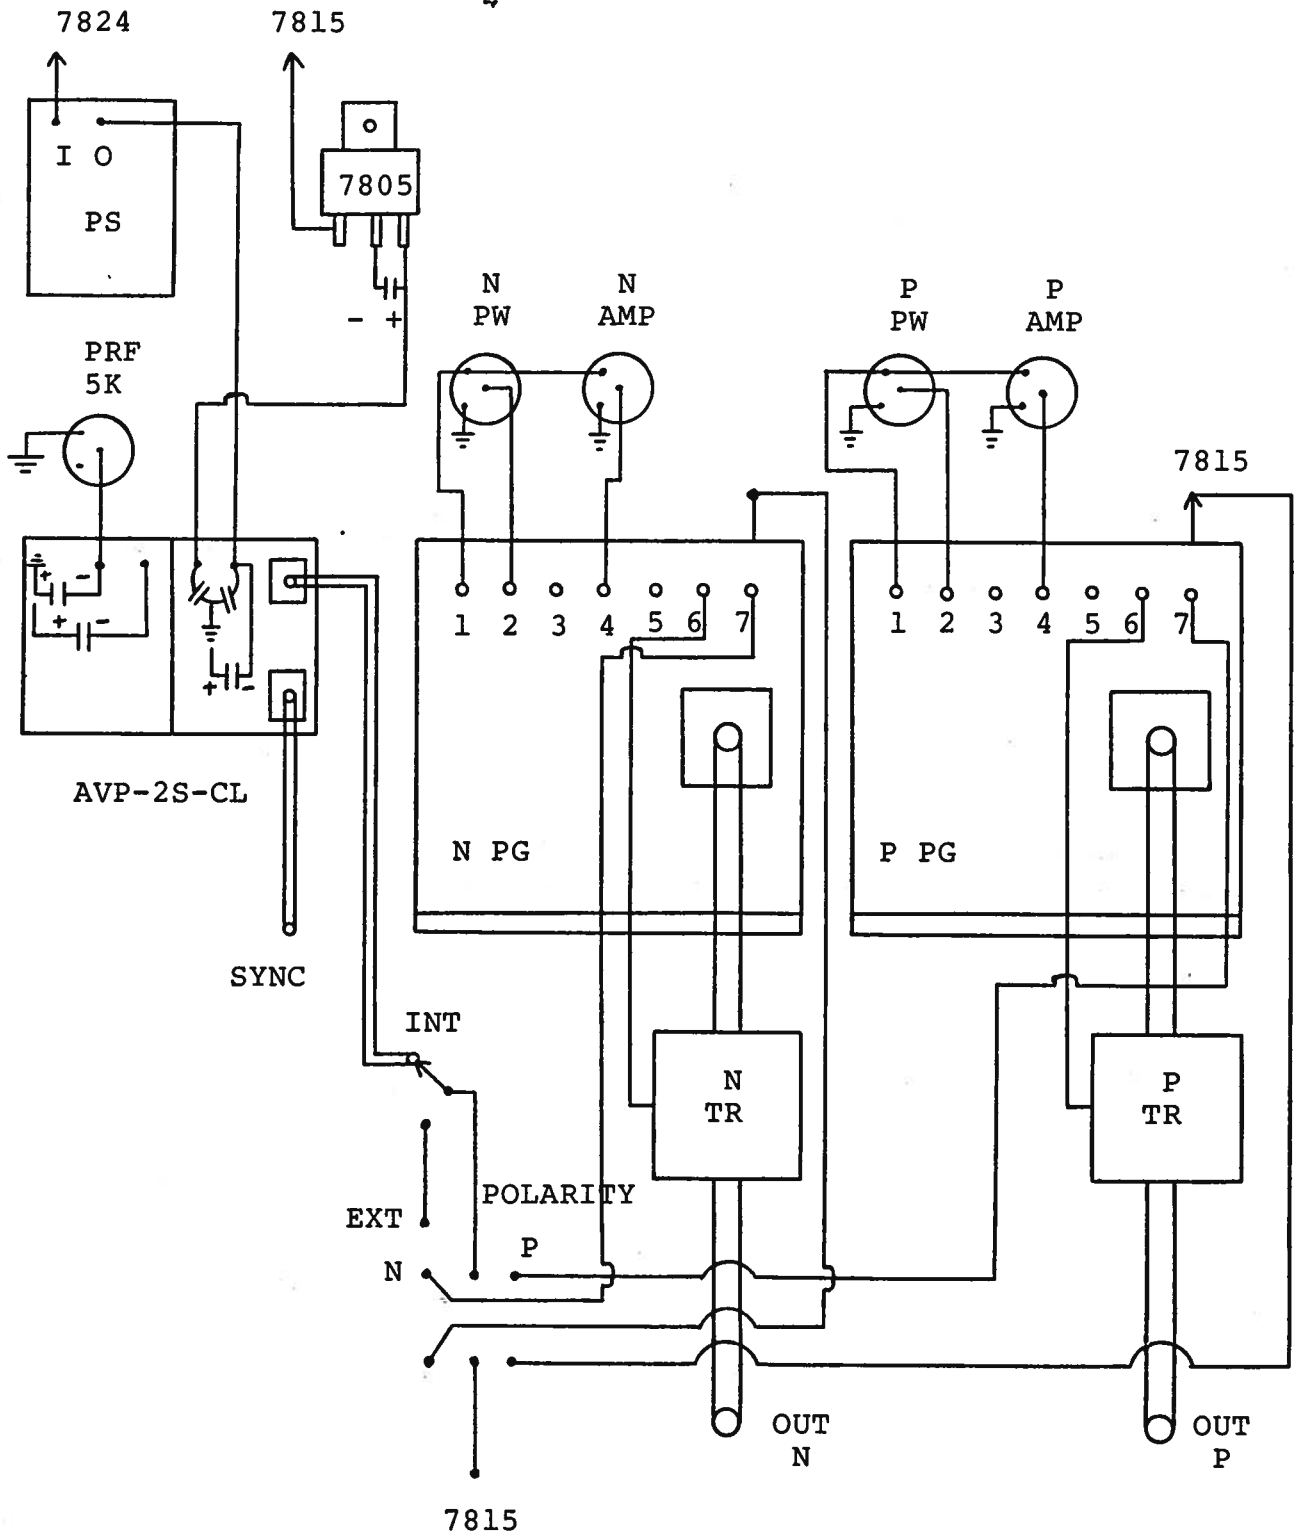 7824
7815
I O
PS
7805
- +
PRF
5K
N
PW
N
AMP
P
PW
P
AMP
7815
+ -
+ -
+ -
1 2 3 4 5 6 7
1 2 3 4 5 6 7
AVP-2S-CL
N PG
P PG
SYNC
INT
N
TR
P
TR
POLARITY
EXT
P
N
OUT
N
OUT
P
7815